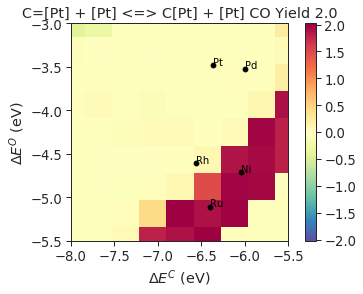 C=[Pt] + [Pt] <=> C[Pt] + [Pt] CO Yield 2.0
−3.0
−3.5
−4.0
−4.5
−5.0
−5.5
ΔE^O (eV)
−8.0 −7.5 −7.0 −6.5 −6.0 −5.5
ΔE^C (eV)
Pt
Pd
Rh
Ni
Ru
2.0
1.5
1.0
0.5
0.0
−0.5
−1.0
−1.5
−2.0